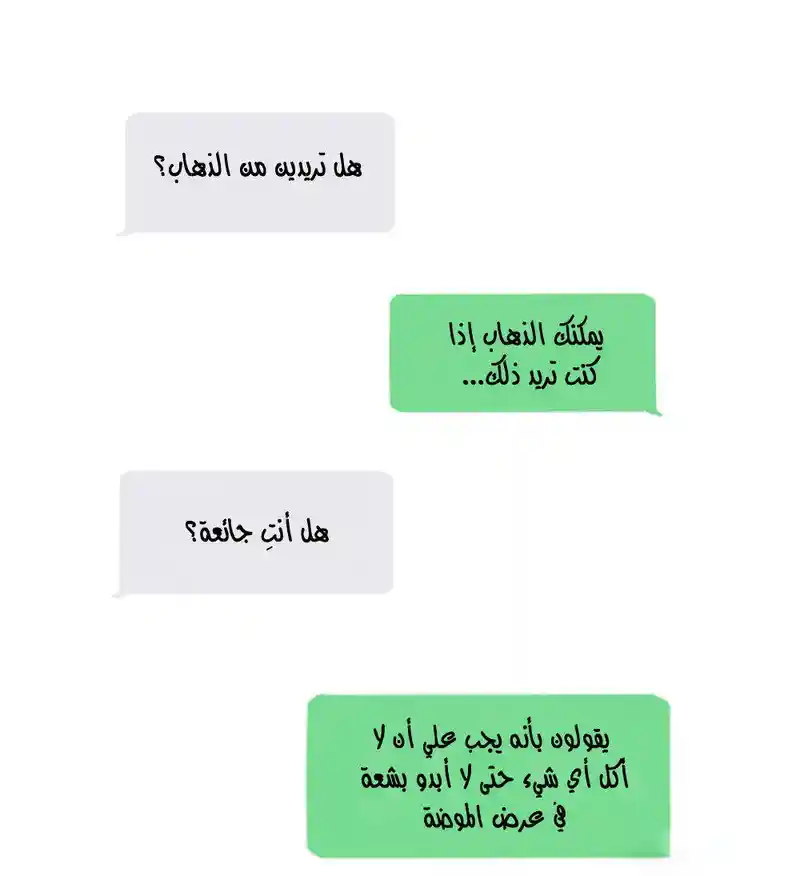 هل تريدين من الذهاب؟
يمكنك الذهاب إذا
كنت تريد ذلك...
هل أنتِ جائعة؟
يقولون بأنه يجب علي أن لا
أكل أي شيء حتى لا أبدو بشعة
في عرض الموضة